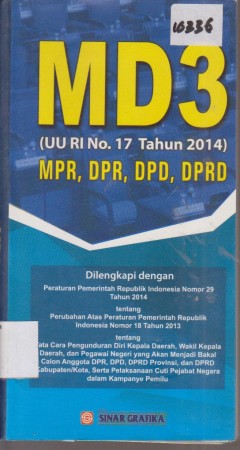 10336
MD3
(UU RI No. 17 Tahun 2014)
MPR, DPR, DPD, DPRD
Dilengkapi dengan
Peraturan Pemerintah Republik Indonesia Nomor 29
Tahun 2014
tentang
Perubahan Atas Peraturan Pemerintah Republik
Indonesia Nomor 18 Tahun 2013
tentang
Tata Cara Pengunduran Diri Kepala Daerah, Wakil Kepala
Daerah, dan Pegawai Negeri yang Akan Menjadi Bakal
Calon Anggota DPR, DPD, DPRD Provinsi, dan DPRD
Kabupaten/Kota, Serta Pelaksanaan Cuti Pejabat Negara
dalam Kampanye Pemilu
SINAR GRAFIKA